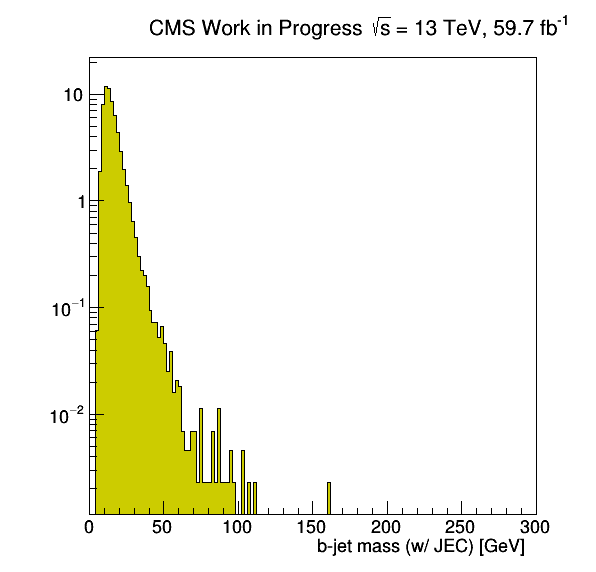 CMS Work in Progress √s = 13 TeV, 59.7 fb⁻¹
10
1
10⁻¹
10⁻²
0 50 100 150 200 250 300
b-jet mass (w/ JEC) [GeV]